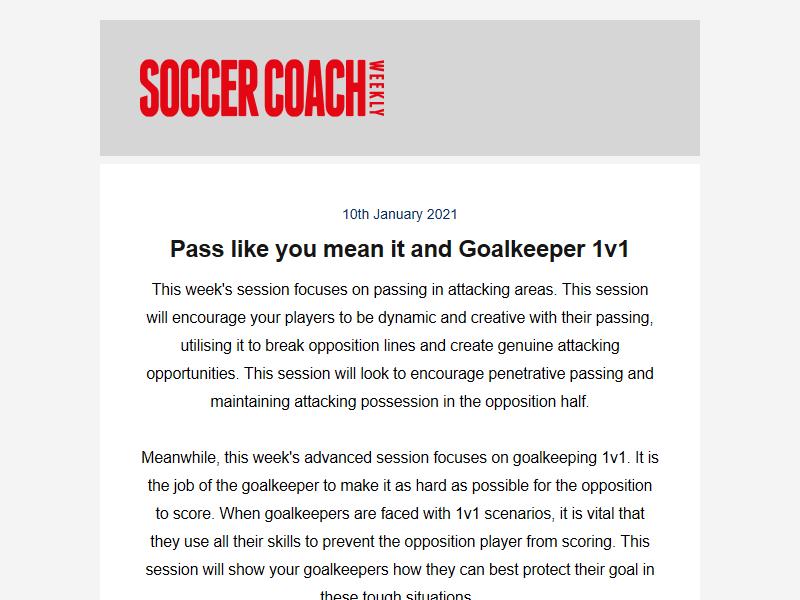 SOCCER COACH WEEKLY
10th January 2021
Pass like you mean it and Goalkeeper 1v1
This week's session focuses on passing in attacking areas. This session
will encourage your players to be dynamic and creative with their passing,
utilising it to break opposition lines and create genuine attacking
opportunities. This session will look to encourage penetrative passing and
maintaining attacking possession in the opposition half.
Meanwhile, this week's advanced session focuses on goalkeeping 1v1. It is
the job of the goalkeeper to make it as hard as possible for the opposition
to score. When goalkeepers are faced with 1v1 scenarios, it is vital that
they use all their skills to prevent the opposition player from scoring. This
session will show your goalkeepers how they can best protect their goal in
these tough situations.